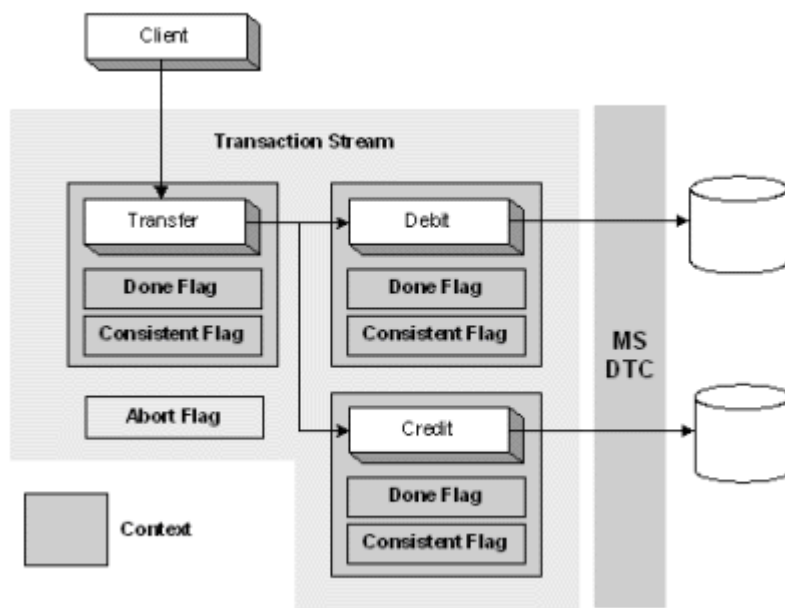 Client
Transaction Stream
Transfer
Done Flag
Consistent Flag
Abort Flag
Debit
Done Flag
Consistent Flag
Credit
Done Flag
Consistent Flag
MS
DTC
Context